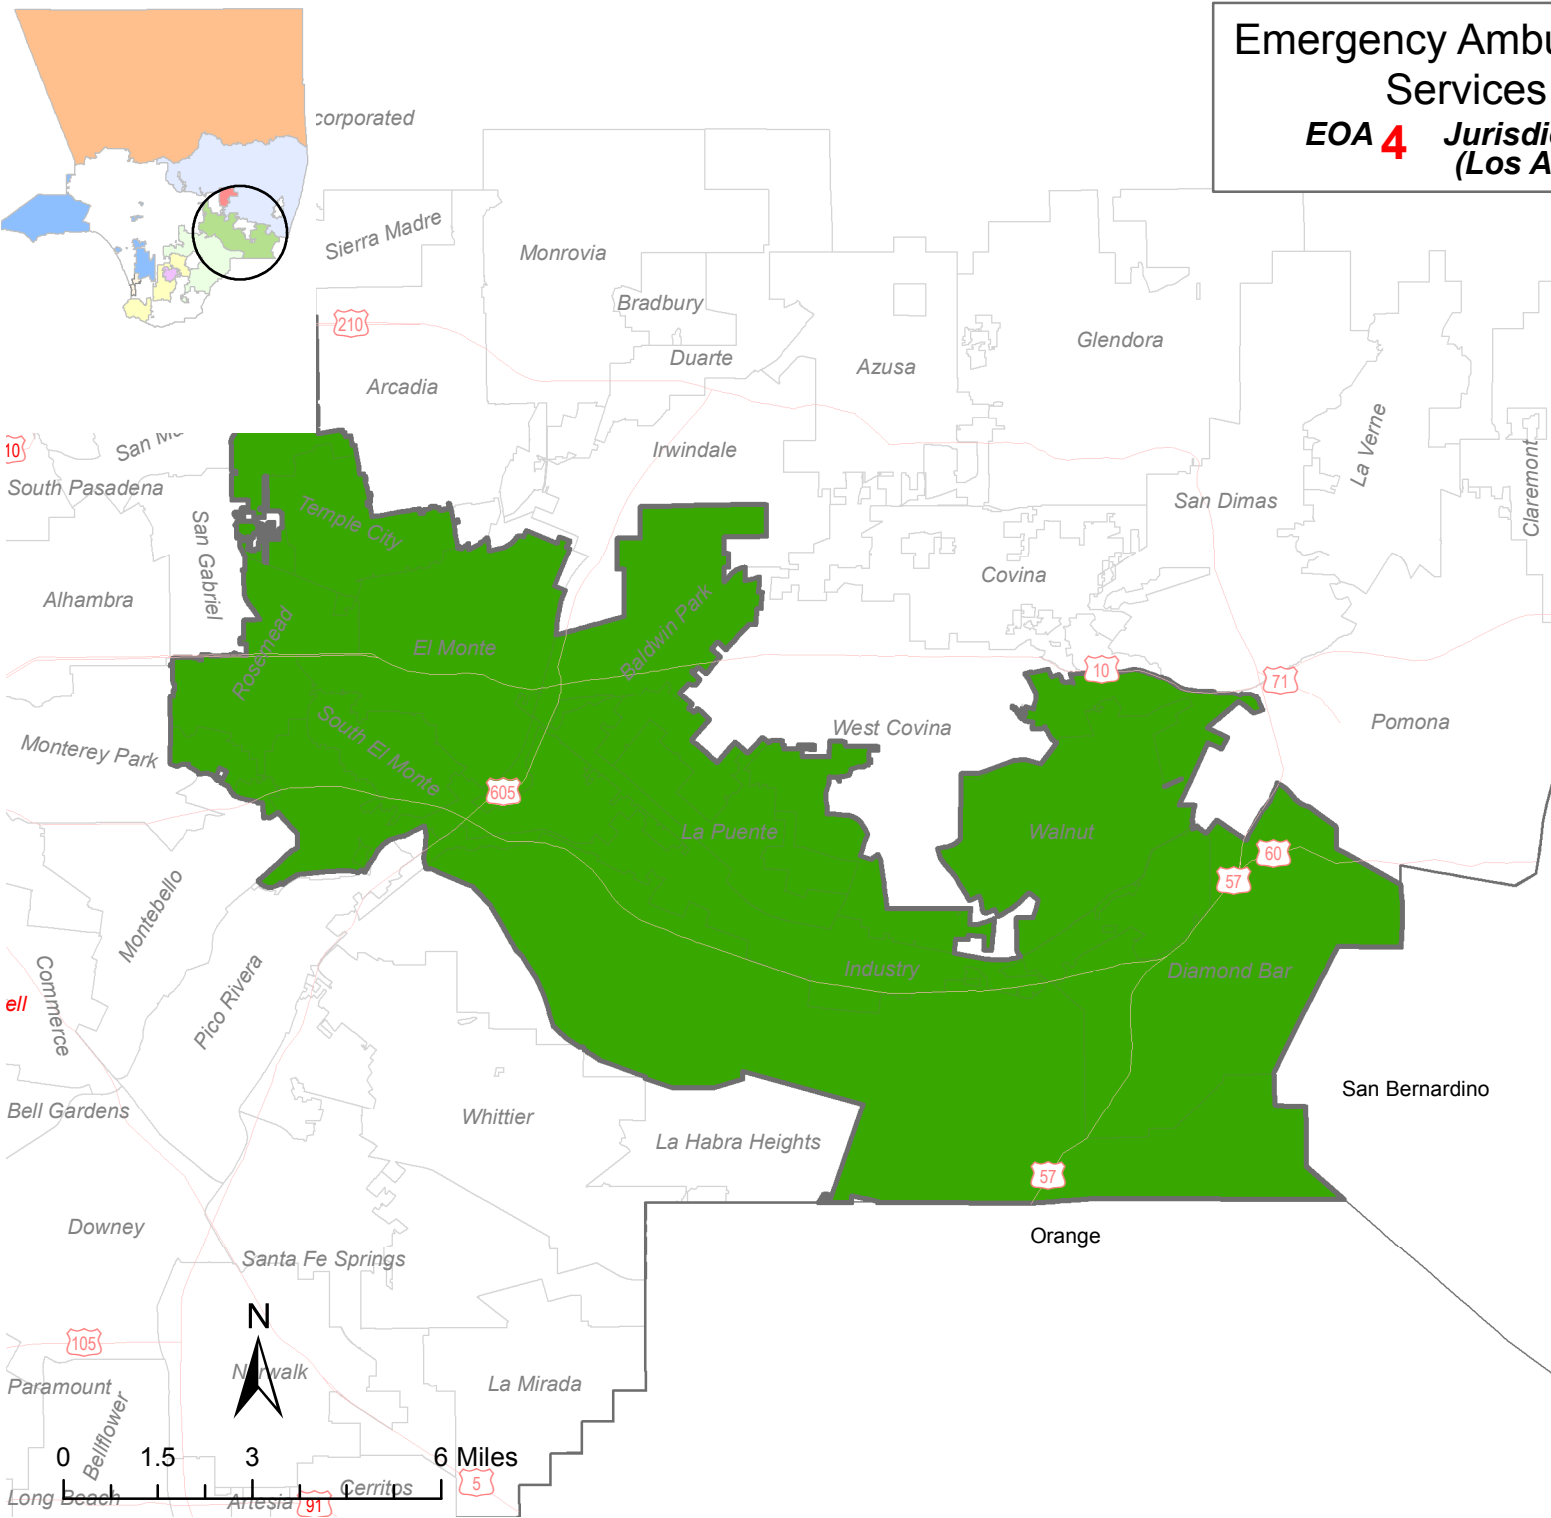 Emergency Ambu
Services
EOA 4 Jurisdi
(Los A
corporated
Sierra Madre
Monrovia
Bradbury
210
Duarte
Glendora
Azusa
Arcadia
La Verne
Irwindale
San M
10
Claremont
South Pasadena
San Dimas
Temple City
San Gabriel
Covina
Alhambra
Baldwin Park
Rosemead
El Monte
10
71
Pomona
West Covina
South El Monte
Monterey Park
605
La Puente
Walnut
60
57
Montebello
Industry
Diamond Bar
Commerce
Pico Rivera
ell
San Bernardino
Bell Gardens
Whittier
La Habra Heights
57
Downey
Orange
Santa Fe Springs
N
105
Norwalk
Paramount
La Mirada
Bellflower
0 1.5 3 6 Miles
5
Cerritos
Long Beach
Artesia
91